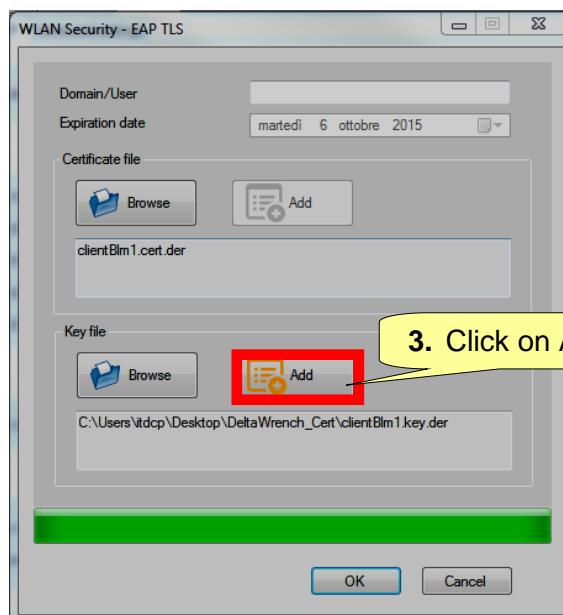 WLAN Security - EAP TLS
Domain/User
Expiration date
martedì 6 ottobre 2015
Certificate file
Browse
Add
clientBlm1.cert.der
Key file
3. Click on A
Browse
Add
C:\Users\itdcp\Desktop\DeltaWrench_Cert\clientBlm1.key.der
OK
Cancel